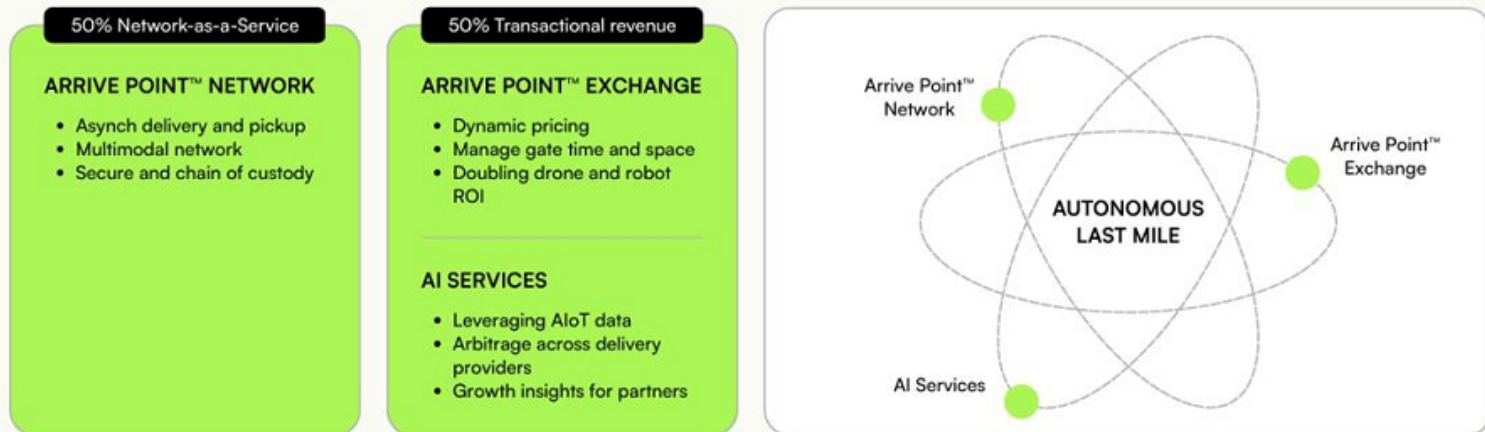 50% Network-as-a-Service
ARRIVE POINT™ NETWORK
• Asynch delivery and pickup
• Multimodal network
• Secure and chain of custody
50% Transactional revenue
ARRIVE POINT™ EXCHANGE
• Dynamic pricing
• Manage gate time and space
• Doubling drone and robot
ROI
AI SERVICES
• Leveraging AIoT data
• Arbitrage across delivery
providers
• Growth insights for partners
Arrive Point™
Network
Arrive Point™
Exchange
AUTONOMOUS
LAST MILE
AI Services